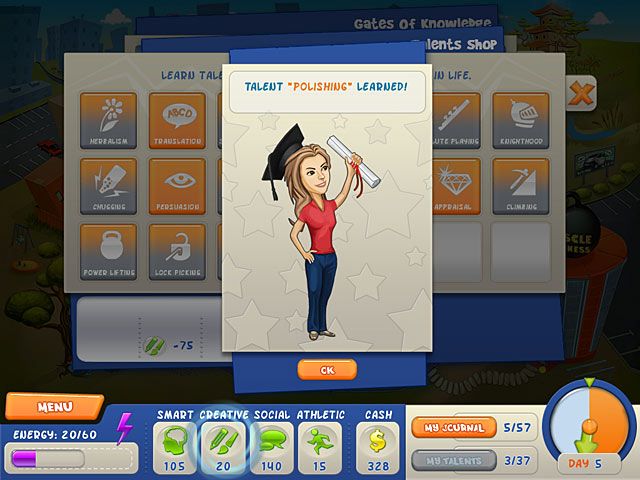 Gates Of Knowledge
Talents Shop
LEARN TALE
IN LIFE.
TALENT "POLISHING" LEARNED!
HERBALISM
ABCD
TRANSLATION
UTE PLAYING
KNIGHTHOOD
CHUGGING
PERSUASION
APPRAISAL
CLIMBING
POWER LIFTING
LOCK PICKING
-75
OK
MENU
ENERGY: 20/60
SMART CREATIVE SOCIAL ATHLETIC CASH
105 20 140 15 328
MY JOURNAL 5/57
MY TALENTS 3/37
DAY 5